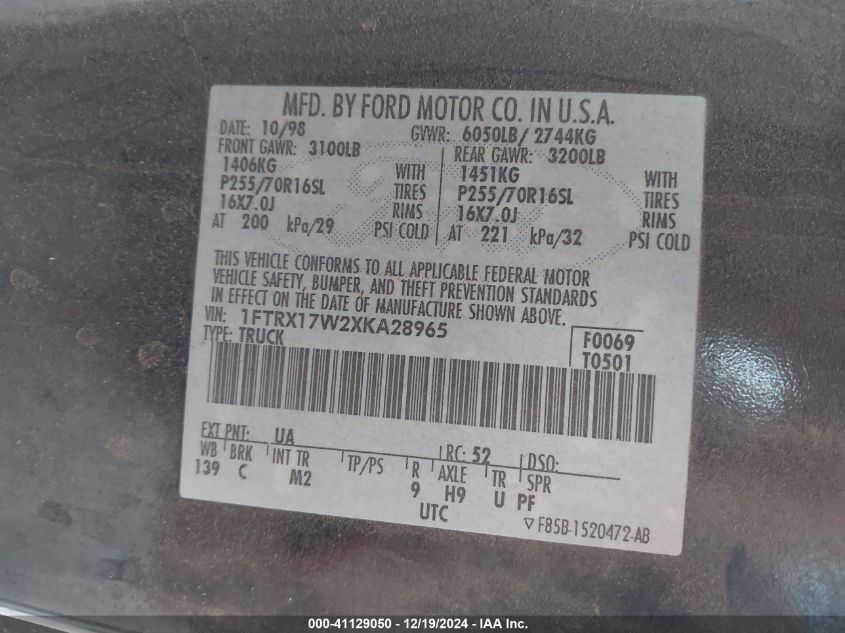 MFD. BY FORD MOTOR CO. IN U.S.A.
DATE: 10/98 GVWR: 6050LB/ 2744KG
FRONT GAWR: 3100LB REAR GAWR: 3200LB
1406KG WITH 1451KG WITH
P255/70R16SL TIRES P255/70R16SL TIRES
16X7.0J RIMS 16X7.0J RIMS
AT 200 kPa/29 PSI COLD AT 221 kPa/32 PSI COLD
THIS VEHICLE CONFORMS TO ALL APPLICABLE FEDERAL MOTOR
VEHICLE SAFETY, BUMPER, AND THEFT PREVENTION STANDARDS
IN EFFECT ON THE DATE OF MANUFACTURE SHOWN ABOVE.
VIN: 1FTRX17W2XKA28965
TYPE: TRUCK
F0069
T0501
EXT PNT: UA RC: 52 DSO:
WB BRK INT TR TP/PS R AXLE TR SPR
139 C M2 9 H9 U PF
UTC
▽ F85B-1520472-AB
000-41129050 - 12/19/2024 - IAA Inc.